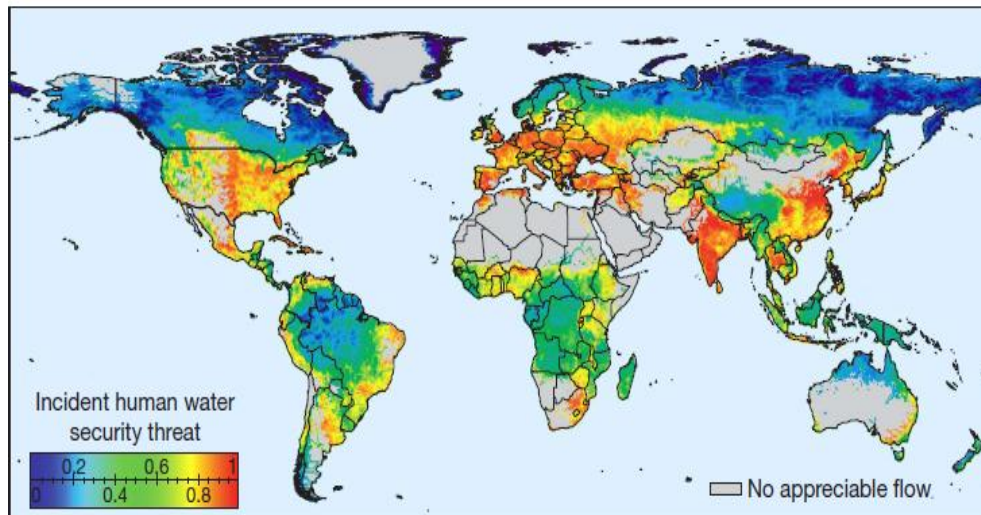 Incident human water
security threat
0,2 0,6 1
0 0.4 0.8
No appreciable flow